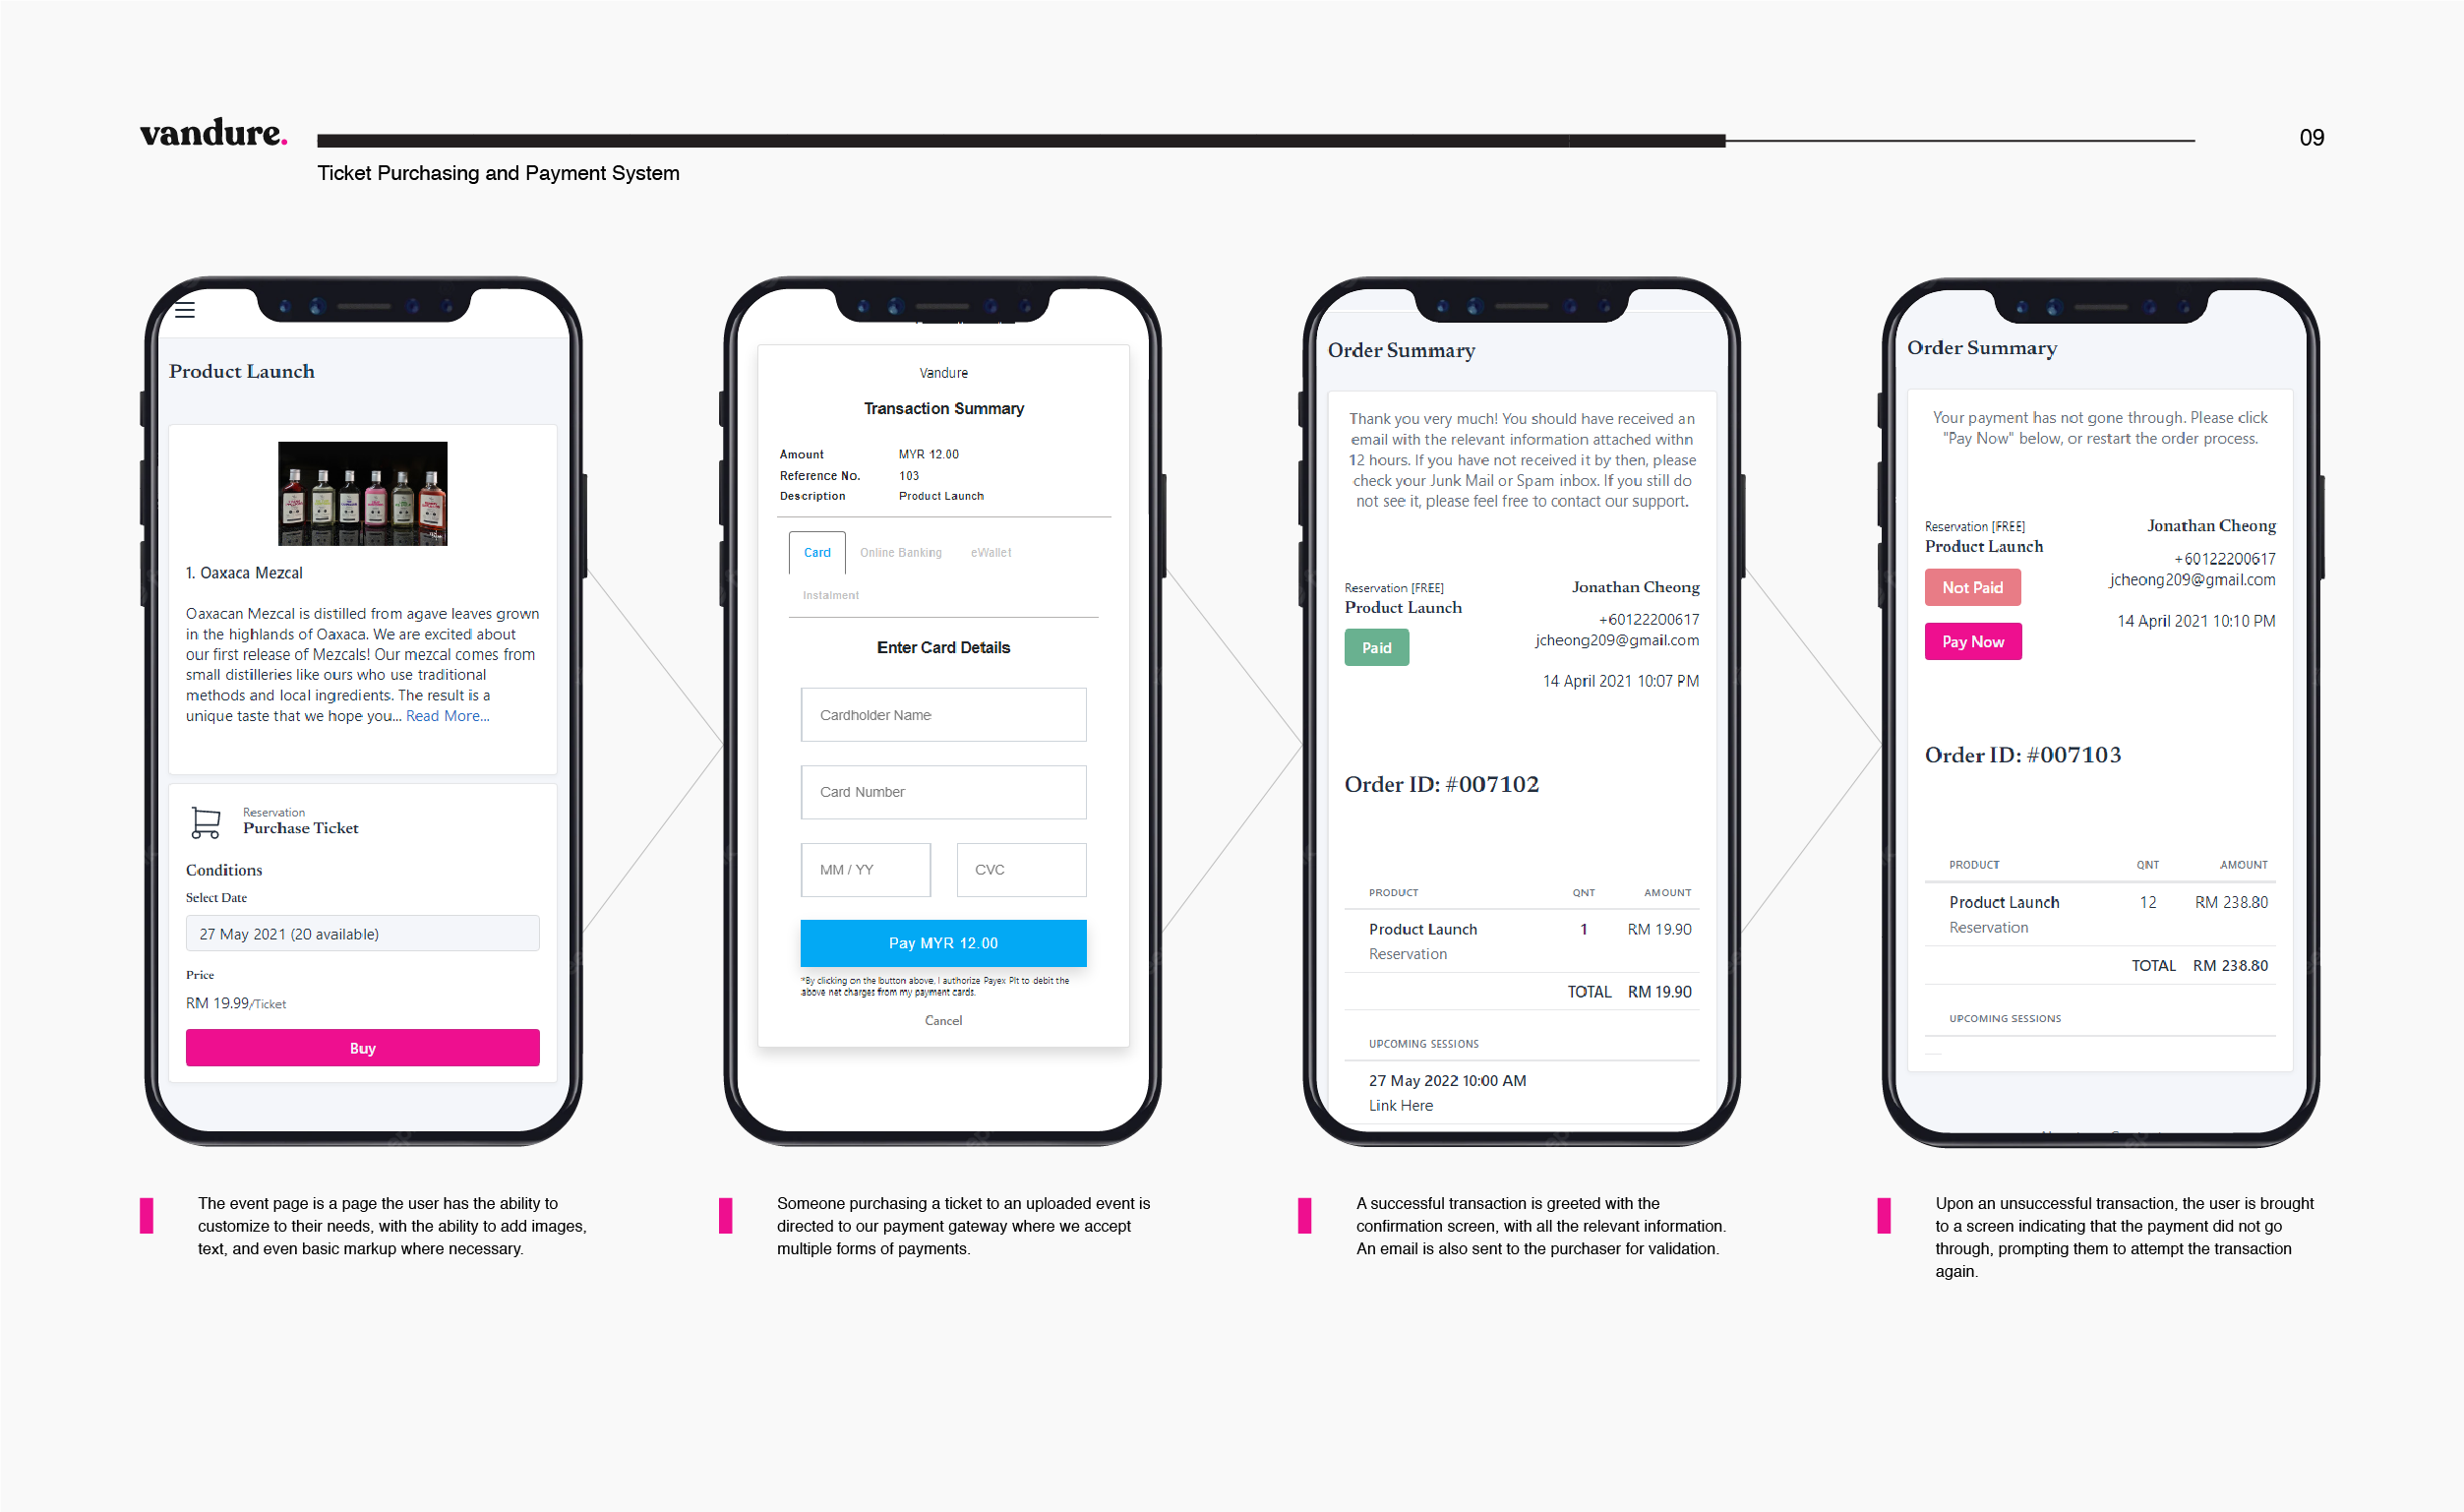 vandure.
09
Ticket Purchasing and Payment System
Product Launch
1. Oaxaca Mezcal
Oaxacan Mezcal is distilled from agave leaves grown
in the highlands of Oaxaca. We are excited about
our first release of Mezcals! Our mezcal comes from
small distilleries like ours who use traditional
methods and local ingredients. The result is a
unique taste that we hope you... Read More...
Reservation
Purchase Ticket
Conditions
Select Date
27 May 2021 (20 available)
Price
RM 19.99/Ticket
Buy
The event page is a page the user has the ability to
customize to their needs, with the ability to add images,
text, and even basic markup where necessary.
Vandure
Transaction Summary
Amount MYR 12.00
Reference No. 103
Description Product Launch
Card Online Banking eWallet
Instalment
Enter Card Details
Cardholder Name
Card Number
MM / YY CVC
Pay MYR 12.00
*By clicking on the button above, I authorize Payex Plt to debit the
above net charges from my payment cards.
Cancel
Someone purchasing a ticket to an uploaded event is
directed to our payment gateway where we accept
multiple forms of payments.
Order Summary
Thank you very much! You should have received an
email with the relevant information attached withn
12 hours. If you have not received it by then, please
check your Junk Mail or Spam inbox. If you still do
not see it, please feel free to contact our support.
Reservation [FREE]
Product Launch
Paid
Jonathan Cheong
+60122200617
jcheong209@gmail.com
14 April 2021 10:07 PM
Order ID: #007102
PRODUCT QNT AMOUNT
Product Launch 1 RM 19.90
Reservation
TOTAL RM 19.90
UPCOMING SESSIONS
27 May 2022 10:00 AM
Link Here
A successful transaction is greeted with the
confirmation screen, with all the relevant information.
An email is also sent to the purchaser for validation.
Order Summary
Your payment has not gone through. Please click
"Pay Now" below, or restart the order process.
Reservation [FREE]
Product Launch
Not Paid
Pay Now
Jonathan Cheong
+60122200617
jcheong209@gmail.com
14 April 2021 10:10 PM
Order ID: #007103
PRODUCT QNT AMOUNT
Product Launch 12 RM 238.80
Reservation
TOTAL RM 238.80
UPCOMING SESSIONS
Upon an unsuccessful transaction, the user is brought
to a screen indicating that the payment did not go
through, prompting them to attempt the transaction
again.